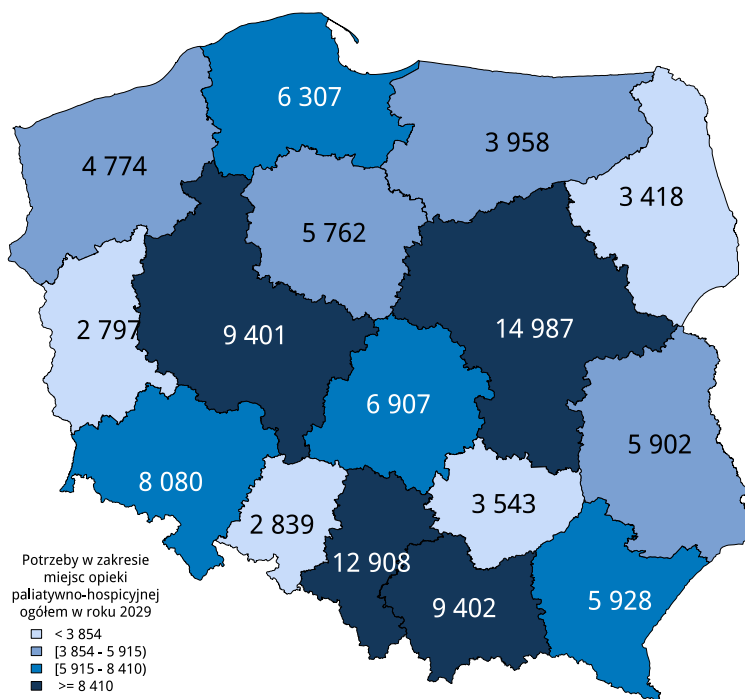 6 307
3 958
4 774
3 418
5 762
2 797
9 401
14 987
6 907
5 902
8 080
3 543
2 839
12 908
9 402
5 928
Potrzeby w zakresie
miejsc opieki
paliatywno-hospicyjnej
ogółem w roku 2029
< 3 854
[3 854 - 5 915)
[5 915 - 8 410)
>= 8 410